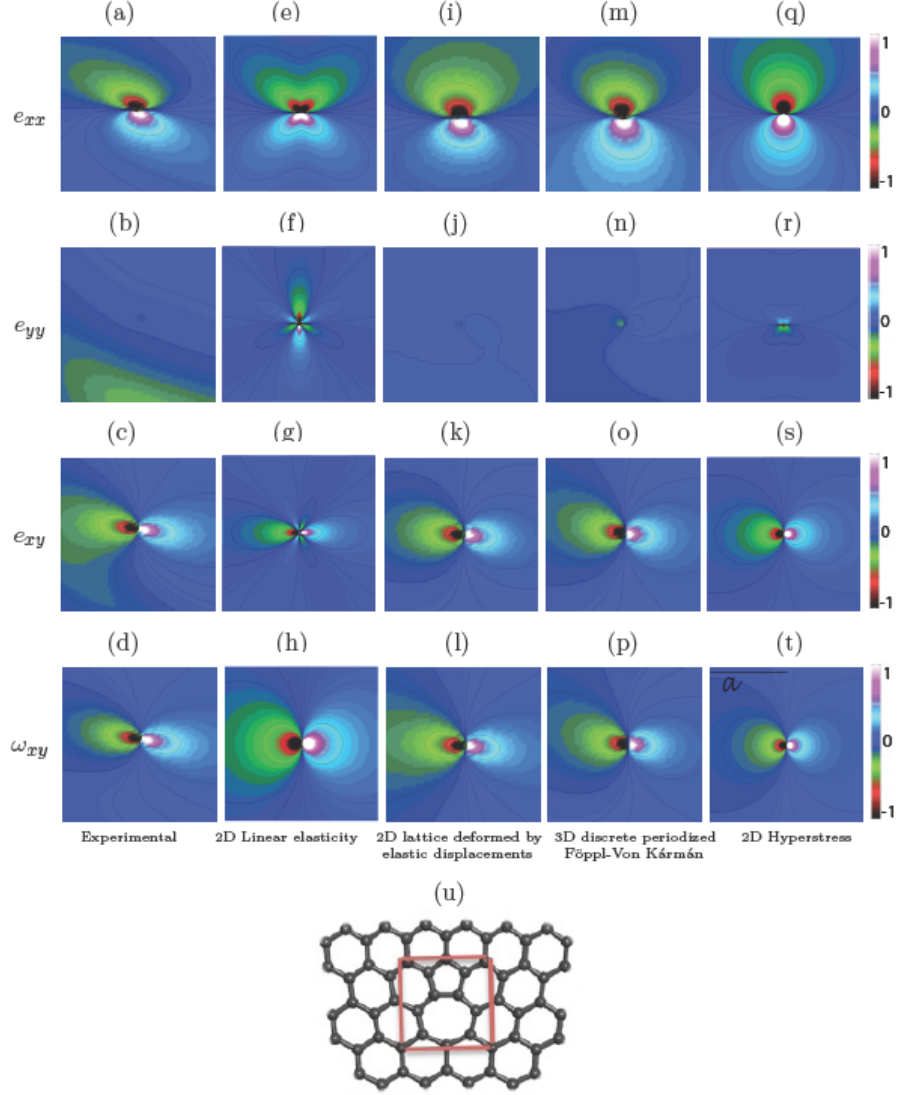 (a) (e) (i) (m) (q)
e_xx
1
0
-1
(b) (f) (j) (n) (r)
e_yy
1
0
-1
(c) (g) (k) (o) (s)
e_xy
1
0
-1
(d) (h) (l) (p) (t)
ω_xy
a
1
0
-1
Experimental 2D Linear elasticity 2D lattice deformed by 3D discrete periodized 2D Hyperstress
elastic displacements Föppl-Von Kármán
(u)